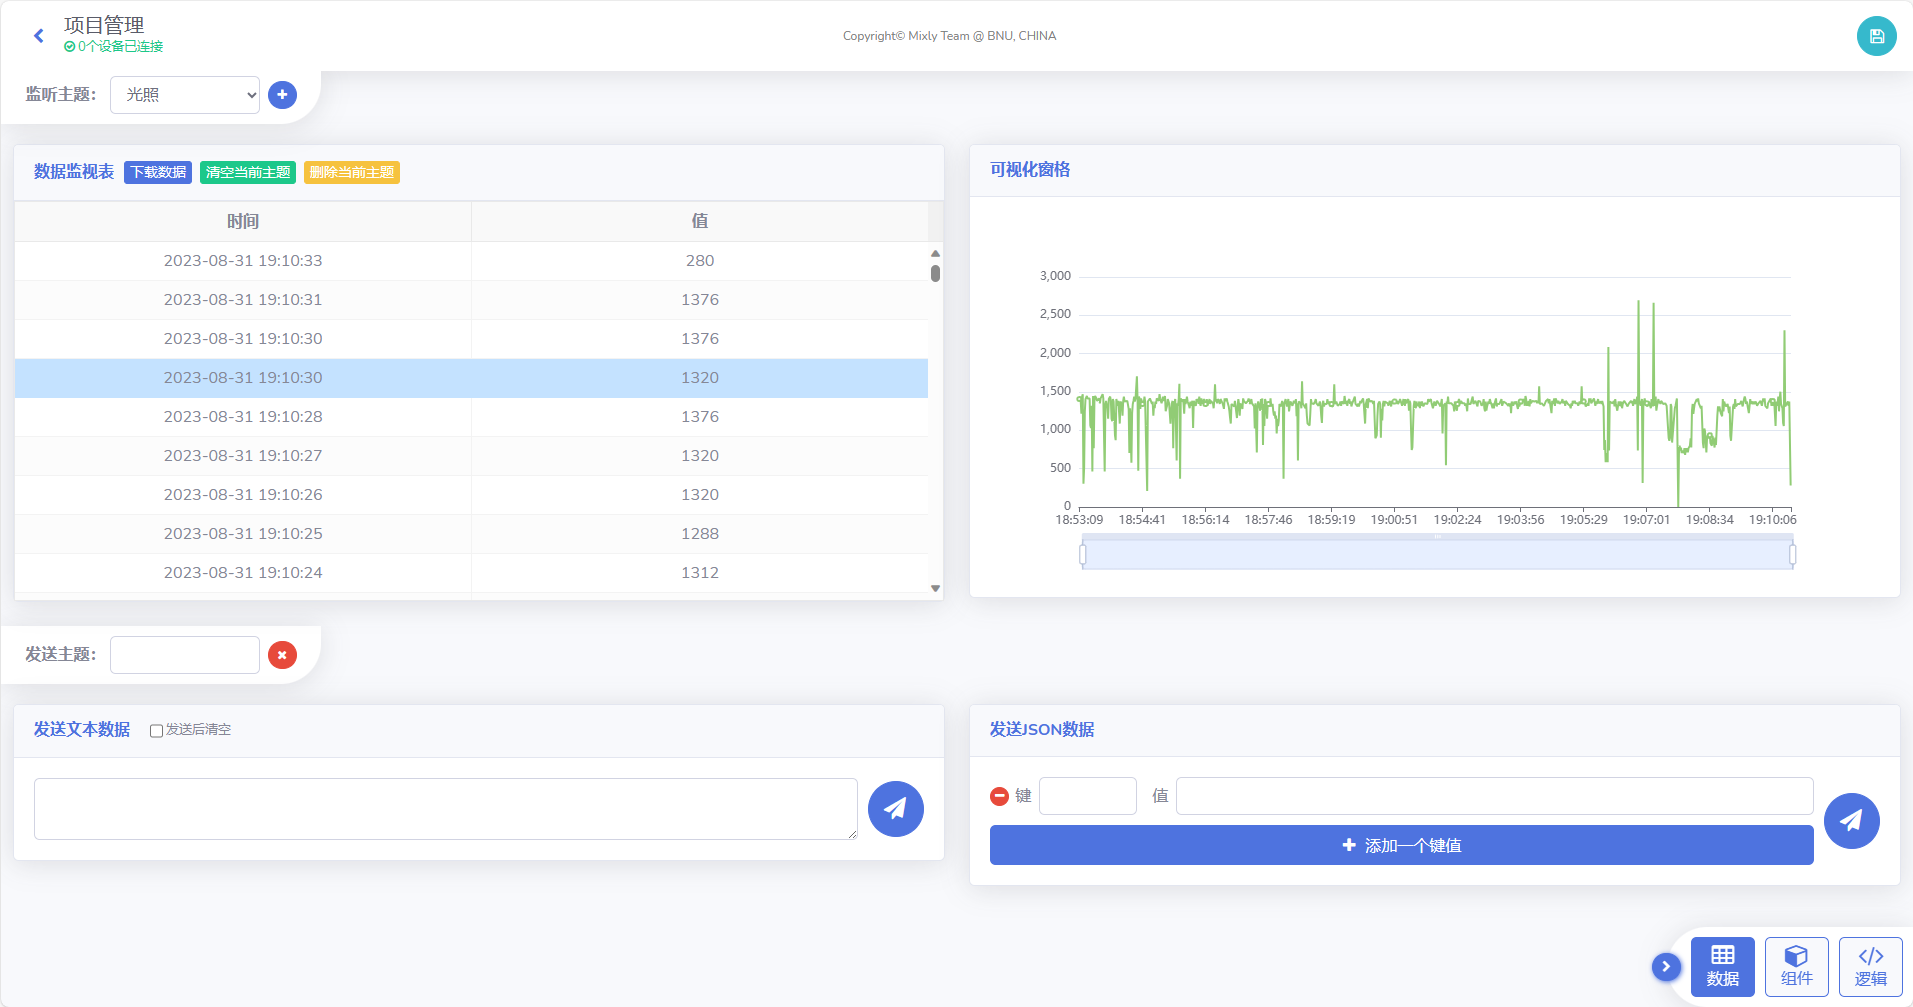 项目管理
0个设备已连接
Copyright© Mixly Team @ BNU, CHINA
监听主题：
光照
数据监视表 下载数据 清空当前主题 删除当前主题
时间 值
2023-08-31 19:10:33 280
2023-08-31 19:10:31 1376
2023-08-31 19:10:30 1376
2023-08-31 19:10:30 1320
2023-08-31 19:10:28 1376
2023-08-31 19:10:27 1320
2023-08-31 19:10:26 1320
2023-08-31 19:10:25 1288
2023-08-31 19:10:24 1312
可视化窗格
3,000
2,500
2,000
1,500
1,000
500
0
18:53:09 18:54:41 18:56:14 18:57:46 18:59:19 19:00:51 19:02:24 19:03:56 19:05:29 19:07:01 19:08:34 19:10:06
发送主题：
发送文本数据 发送后清空
发送JSON数据
键 值
添加一个键值
数据 组件 逻辑